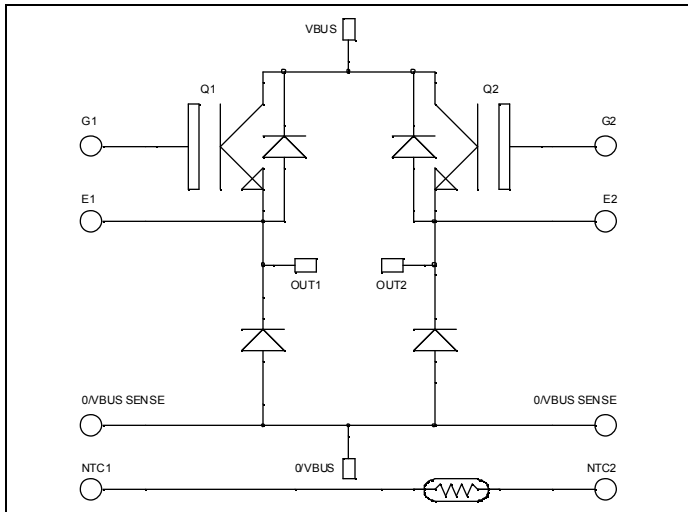 VBUS
Q1
Q2
G1
G2
E1
E2
OUT1
OUT2
0/VBUS SENSE
0/VBUS SENSE
0/VBUS
NTC1
NTC2